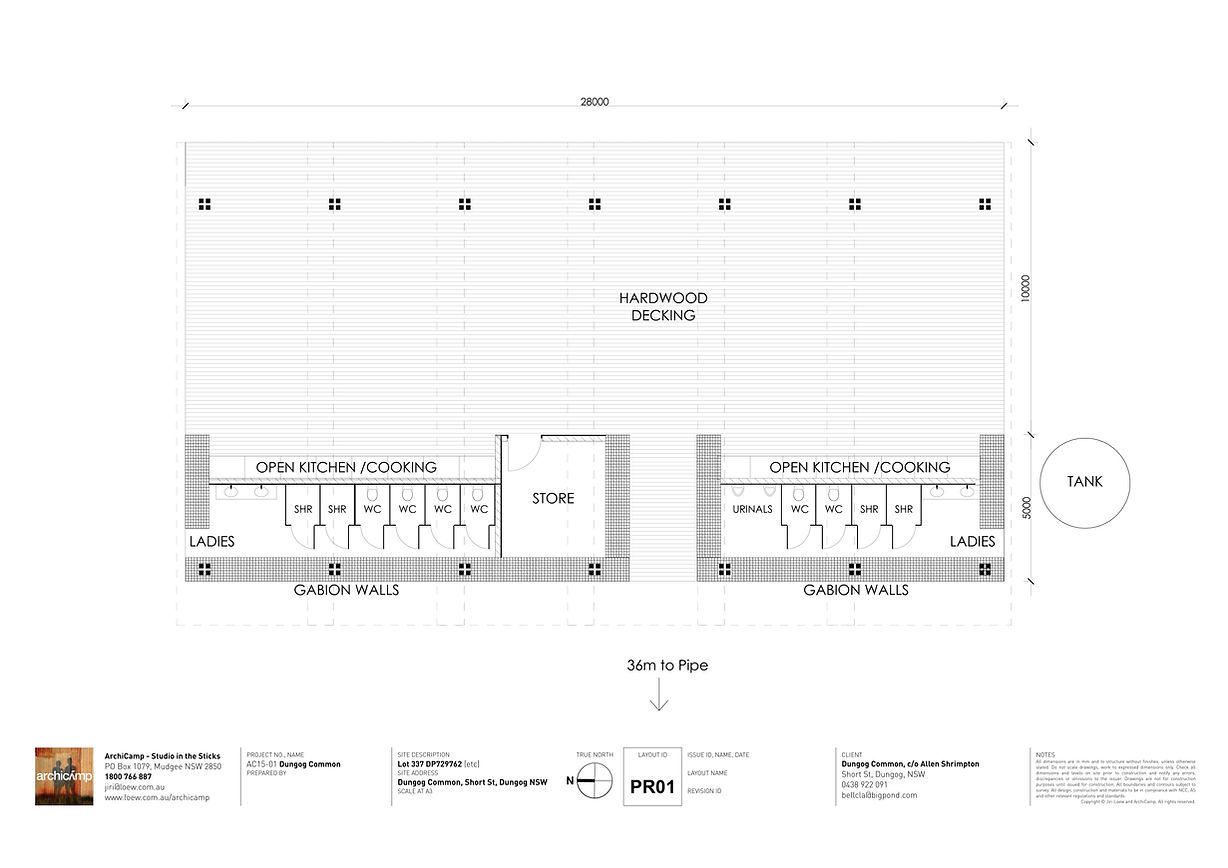 28000
10000
HARDWOOD
DECKING
OPEN KITCHEN /COOKING
OPEN KITCHEN /COOKING
TANK
STORE
SHR
SHR
WC
WC
WC
WC
URINALS
WC
WC
SHR
SHR
5000
LADIES
LADIES
GABION WALLS
GABION WALLS
36m to Pipe
archicamp
ArchiCamp - Studio in the Sticks
PO Box 1079, Mudgee NSW 2850
1800 766 887
jiri@loew.com.au
www.loew.com.au/archicamp
PROJECT NO., NAME
AC15-01 Dungog Common
PREPARED BY
SITE DESCRIPTION
Lot 337 DP729762 (etc)
SITE ADDRESS
Dungog Common, Short St, Dungog NSW
SCALE AT A3
TRUE NORTH
N
LAYOUT ID
PR01
ISSUE ID, NAME, DATE
LAYOUT NAME
REVISION ID
CLIENT
Dungog Common, c/o Allen Shrimpton
Short St, Dungog, NSW
0438 922 091
bellcla@bigpond.com
NOTES
All dimensions are in mm and to structure without finishes, unless otherwise
stated. Do not scale drawings, work to expressed dimensions only. Check all
dimensions and levels on site prior to construction and notify any errors,
discrepancies or omissions to the issuer. Drawings are not for construction
purposes until issued for construction. All boundaries and contours subject to
survey. All design, construction and materials to be in compliance with NCC, AS
and other relevant regulations and standards.
Copyright © Jiri Loew and ArchiCamp. All rights reserved.